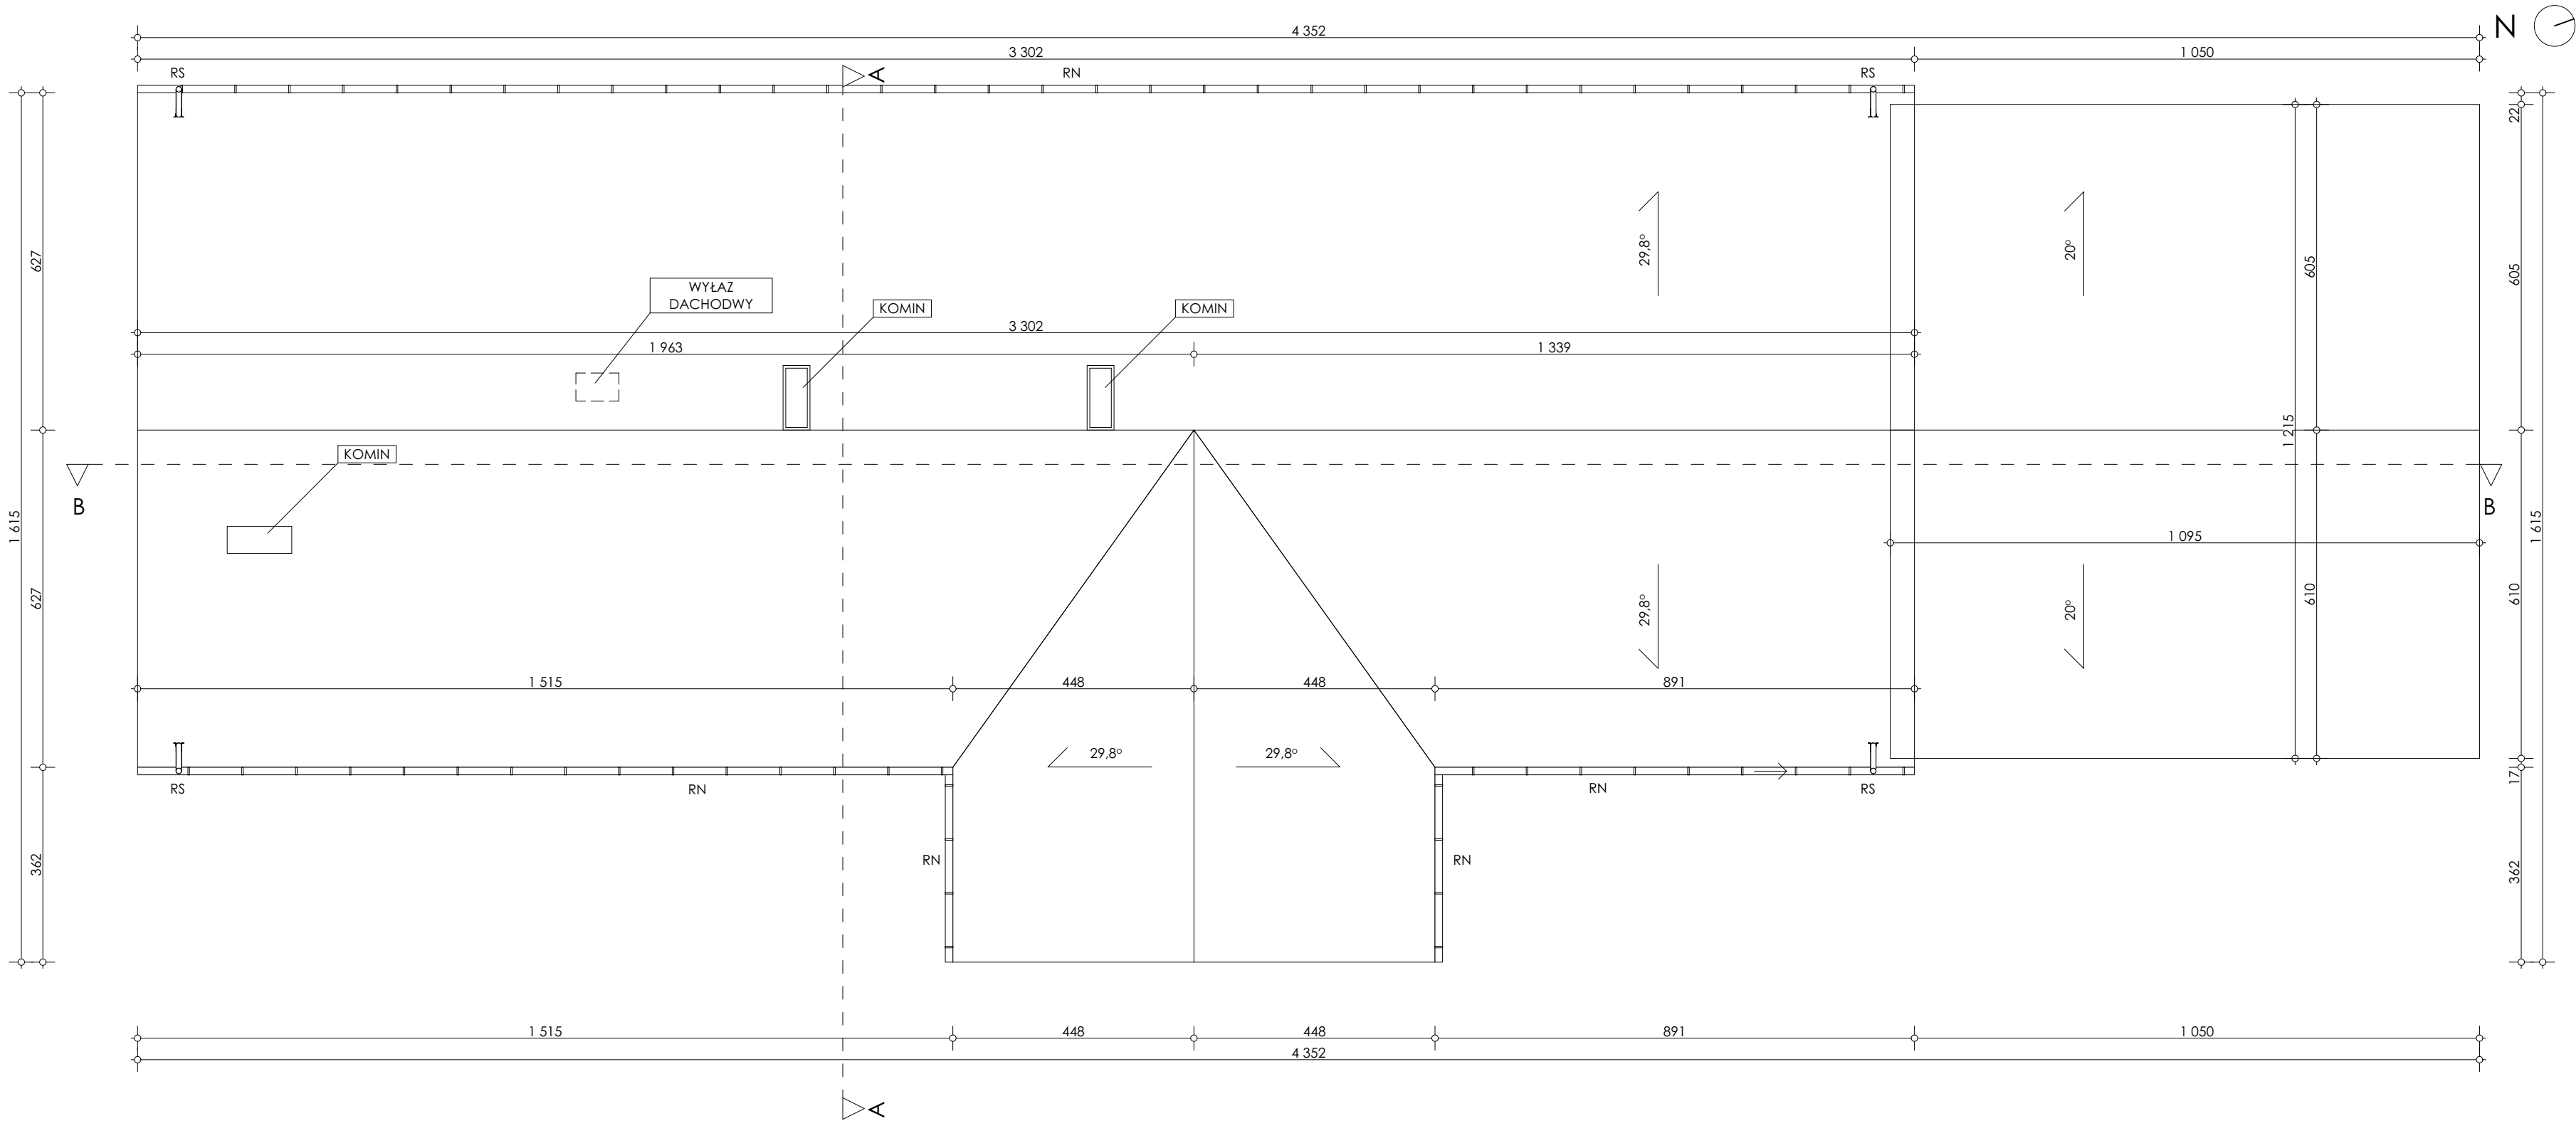 4 352
N
3 302
1 050
RS
A
RN
RS
22
627
29,8°
20°
605
605
WYŁAZ
DACHODWY
KOMIN
KOMIN
3 302
1 963
1 339
1 215
KOMIN
B
B
1 615
1 615
1 095
627
29,8°
20°
610
610
1 515
448
448
891
29,8°
29,8°
17
RS
RN
RN
RS
362
RN
RN
362
1 515
448
448
891
1 050
4 352
A